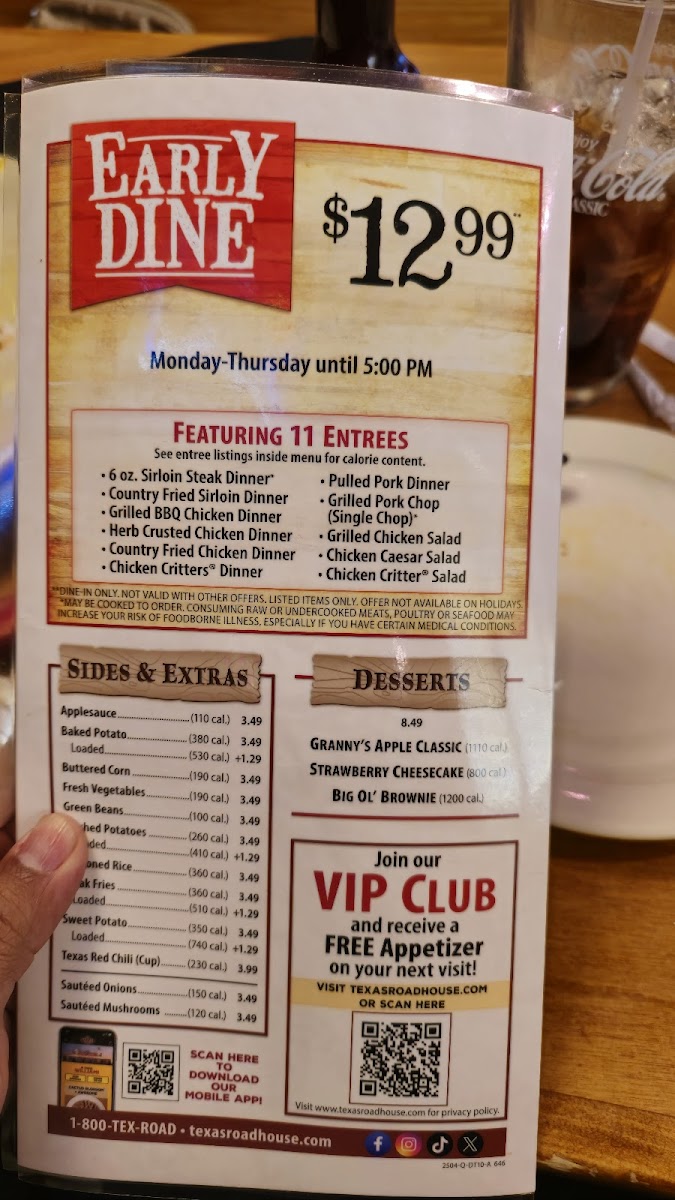 EARLY
DINE
$12.99**
Monday-Thursday until 5:00 PM
FEATURING 11 ENTREES
See entree listings inside menu for calorie content.
• 6 oz. Sirloin Steak Dinner*
• Country Fried Sirloin Dinner
• Grilled BBQ Chicken Dinner
• Herb Crusted Chicken Dinner
• Country Fried Chicken Dinner
• Chicken Critters® Dinner
• Pulled Pork Dinner
• Grilled Pork Chop
(Single Chop)*
• Grilled Chicken Salad
• Chicken Caesar Salad
• Chicken Critter® Salad
**DINE-IN ONLY. NOT VALID WITH OTHER OFFERS. LISTED ITEMS ONLY. OFFER NOT AVAILABLE ON HOLIDAYS.
*MAY BE COOKED TO ORDER. CONSUMING RAW OR UNDERCOOKED MEATS, POULTRY OR SEAFOOD MAY
INCREASE YOUR RISK OF FOODBORNE ILLNESS, ESPECIALLY IF YOU HAVE CERTAIN MEDICAL CONDITIONS.
SIDES & EXTRAS
Applesauce (110 cal.) 3.49
Baked Potato (380 cal.) 3.49
Loaded (530 cal.) +1.29
Buttered Corn (190 cal.) 3.49
Fresh Vegetables (190 cal.) 3.49
Green Beans (100 cal.) 3.49
hed Potatoes (260 cal.) 3.49
ded (410 cal.) +1.29
oned Rice (360 cal.) 3.49
ak Fries (360 cal.) 3.49
Loaded (510 cal.) +1.29
Sweet Potato (350 cal.) 3.49
Loaded (740 cal.) +1.29
Texas Red Chili (Cup) (230 cal.) 3.99
Sautéed Onions (150 cal.) 3.49
Sautéed Mushrooms (120 cal.) 3.49
DESSERTS
8.49
GRANNY'S APPLE CLASSIC (1110 cal.)
STRAWBERRY CHEESECAKE (800 cal.)
BIG OL' BROWNIE (1200 cal.)
Join our
VIP CLUB
and receive a
FREE Appetizer
on your next visit!
VISIT TEXASROADHOUSE.COM
OR SCAN HERE
Visit www.texasroadhouse.com for privacy policy.
SCAN HERE
TO
DOWNLOAD
OUR
MOBILE APP!
1-800-TEX-ROAD • texasroadhouse.com
2504-Q-DT1D-A 646
Enjoy
Coca-Cola
CLASSIC